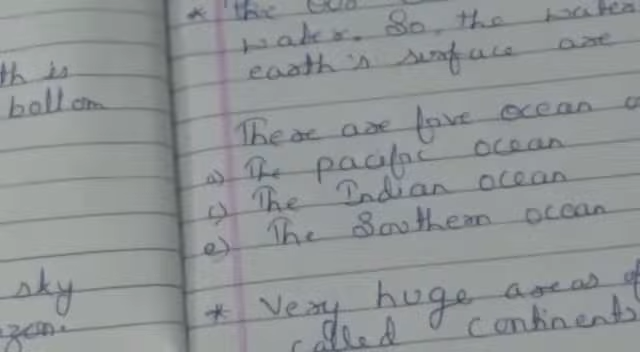 th is
bottom
sky
* the
water. So, the water
earth's surface are
There are five ocean
a) The pacific ocean
c) The Indian ocean
e) The Southern ocean
* Very huge areas of
called continents